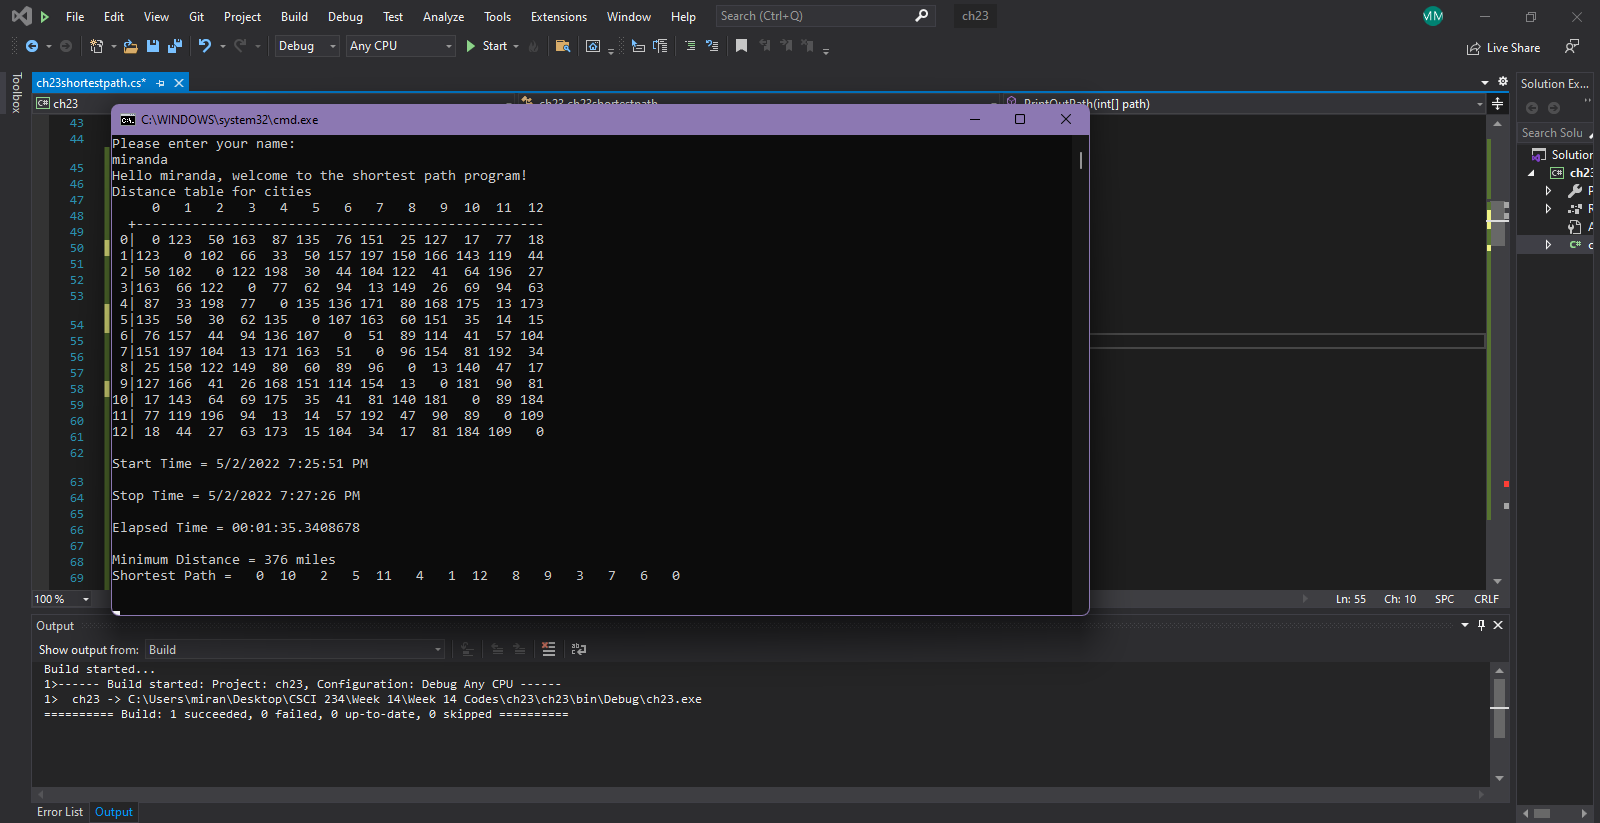 File Edit View Git Project Build Debug Test Analyze Tools Extensions Window Help Search (Ctrl+Q) ch23 MM
Debug Any CPU Start Live Share
Toolbox
ch23shortestpath.cs*
Solution Ex...
ch23 ch23.ch23shortestpath PrintOutPath(int[] path)
Search Solu
Solution
ch23
43
44
45
46
47
48
49
50
51
52
53
54
55
56
57
58
59
60
61
62
63
64
65
66
67
68
69
C:\WINDOWS\system32\cmd.exe
Please enter your name:
miranda
Hello miranda, welcome to the shortest path program!
Distance table for cities
     0   1   2   3   4   5   6   7   8   9  10  11  12
  +---------------------------------------------------
 0|  0 123  50 163  87 135  76 151  25 127  17  77  18
 1|123   0 102  66  33  50 157 197 150 166 143 119  44
 2| 50 102   0 122 198  30  44 104 122  41  64 196  27
 3|163  66 122   0  77  62  94  13 149  26  69  94  63
 4| 87  33 198  77   0 135 136 171  80 168 175  13 173
 5|135  50  30  62 135   0 107 163  60 151  35  14  15
 6| 76 157  44  94 136 107   0  51  89 114  41  57 104
 7|151 197 104  13 171 163  51   0  96 154  81 192  34
 8| 25 150 122 149  80  60  89  96   0  13 140  47  17
 9|127 166  41  26 168 151 114 154  13   0 181  90  81
10| 17 143  64  69 175  35  41  81 140 181   0  89 184
11| 77 119 196  94  13  14  57 192  47  90  89   0 109
12| 18  44  27  63 173  15 104  34  17  81 184 109   0
Start Time = 5/2/2022 7:25:51 PM
Stop Time = 5/2/2022 7:27:26 PM
Elapsed Time = 00:01:35.3408678
Minimum Distance = 376 miles
Shortest Path =   0  10   2   5  11   4   1  12   8   9   3   7   6   0
100 % Ln: 55 Ch: 10 SPC CRLF
Output
Show output from: Build
Build started...
1>------ Build started: Project: ch23, Configuration: Debug Any CPU ------
1>  ch23 -> C:\Users\miran\Desktop\CSCI 234\Week 14\Week 14 Codes\ch23\ch23\bin\Debug\ch23.exe
========== Build: 1 succeeded, 0 failed, 0 up-to-date, 0 skipped ==========
Error List Output